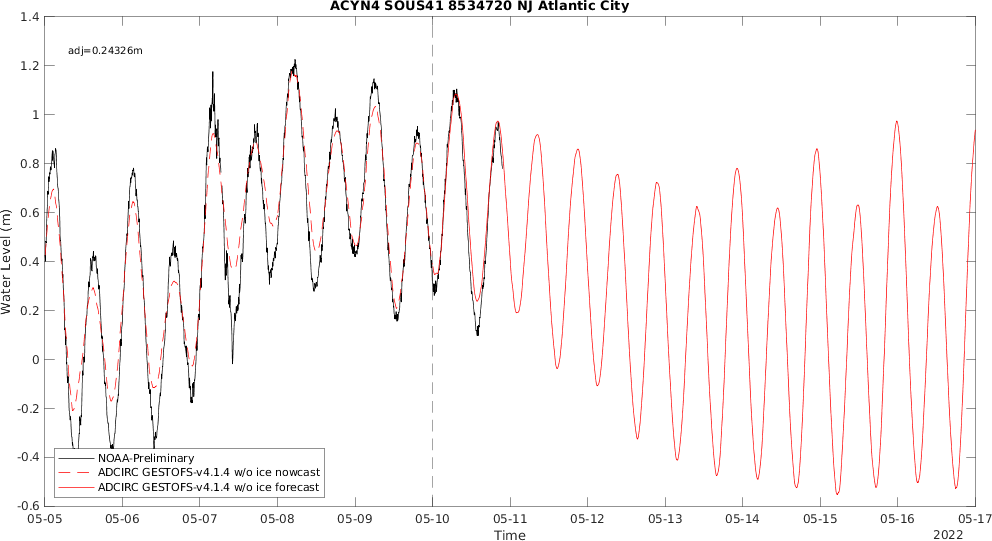 ACYN4 SOUS41 8534720 NJ Atlantic City
adj=0.24326m
Water Level (m)
1.4
1.2
1
0.8
0.6
0.4
0.2
0
-0.2
-0.4
-0.6
NOAA-Preliminary
ADCIRC GESTOFS-v4.1.4 w/o ice nowcast
ADCIRC GESTOFS-v4.1.4 w/o ice forecast
05-05 05-06 05-07 05-08 05-09 05-10 05-11 05-12 05-13 05-14 05-15 05-16 05-17
Time
2022